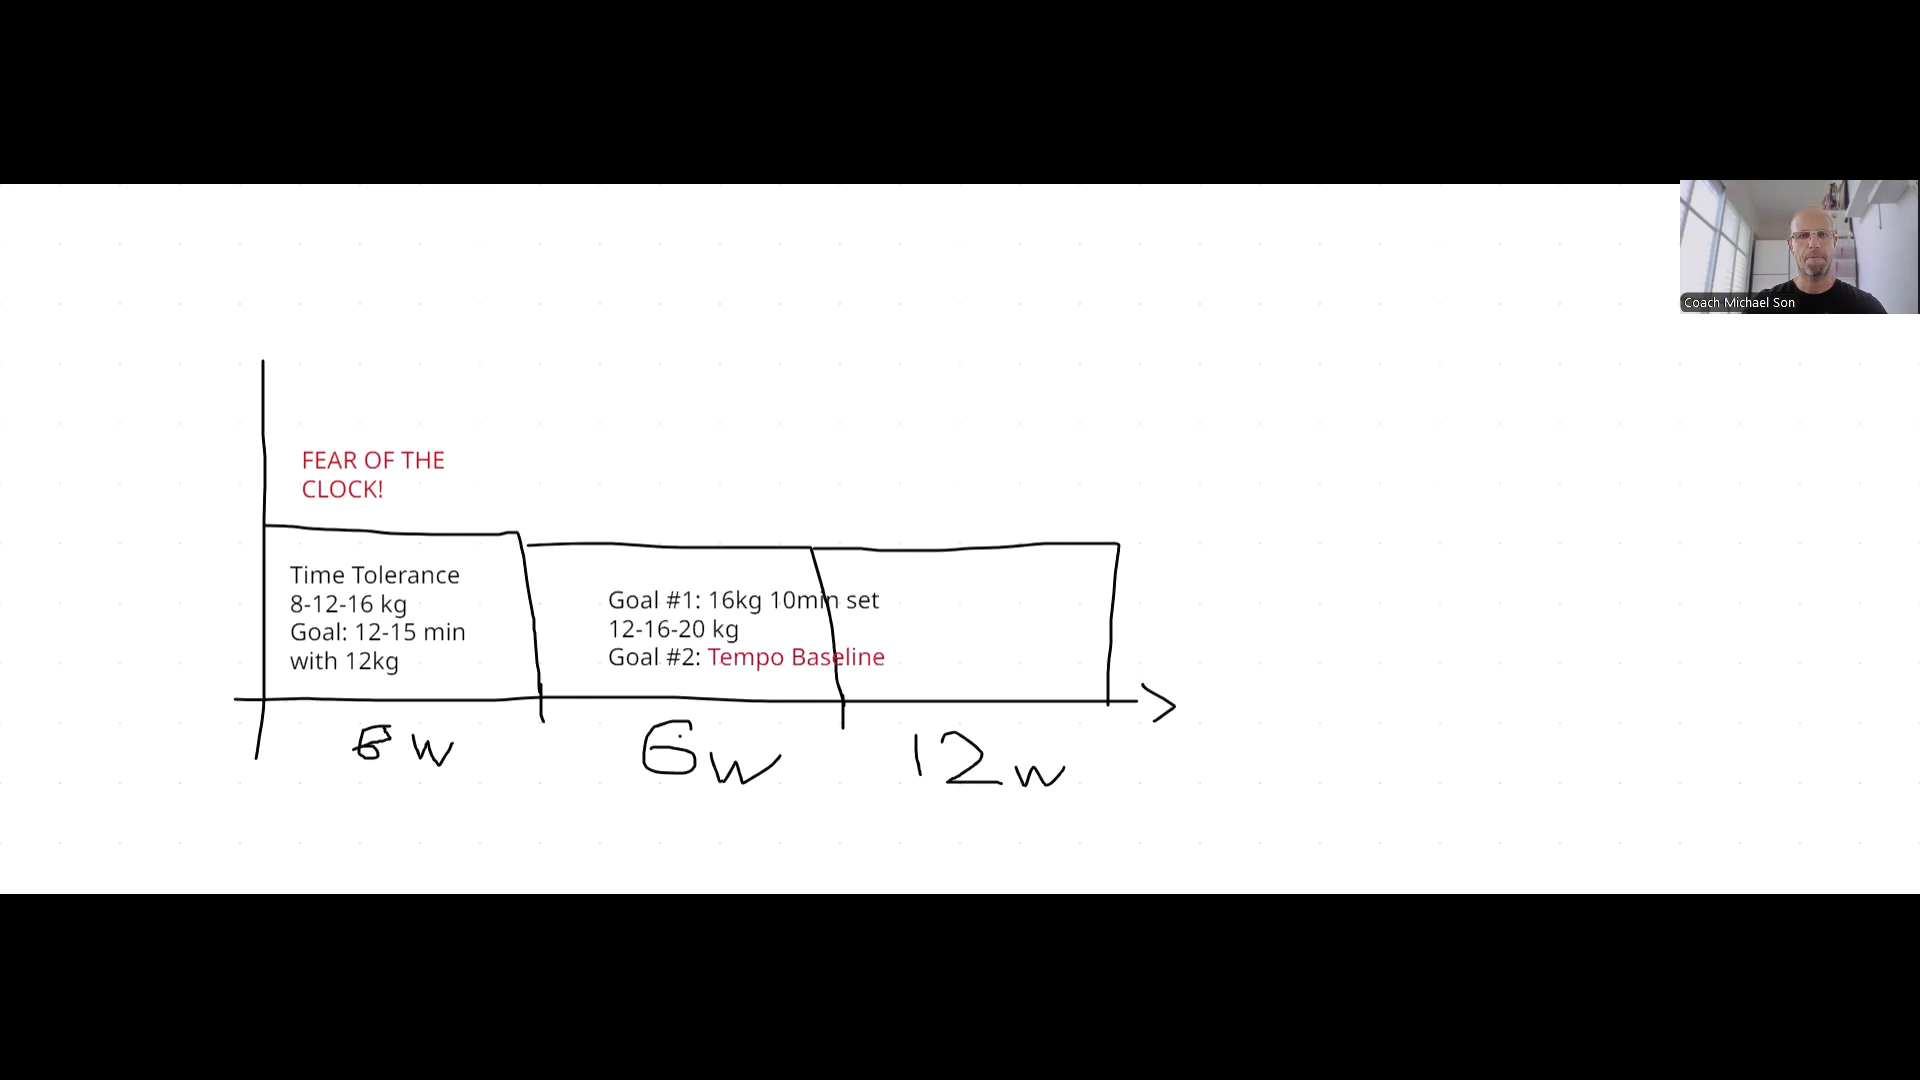 Coach Michael Son
FEAR OF THE
CLOCK!
Time Tolerance
8-12-16 kg
Goal: 12-15 min
with 12kg
Goal #1: 16kg 10min set
12-16-20 kg
Goal #2: Tempo Baseline
w
6w
12w